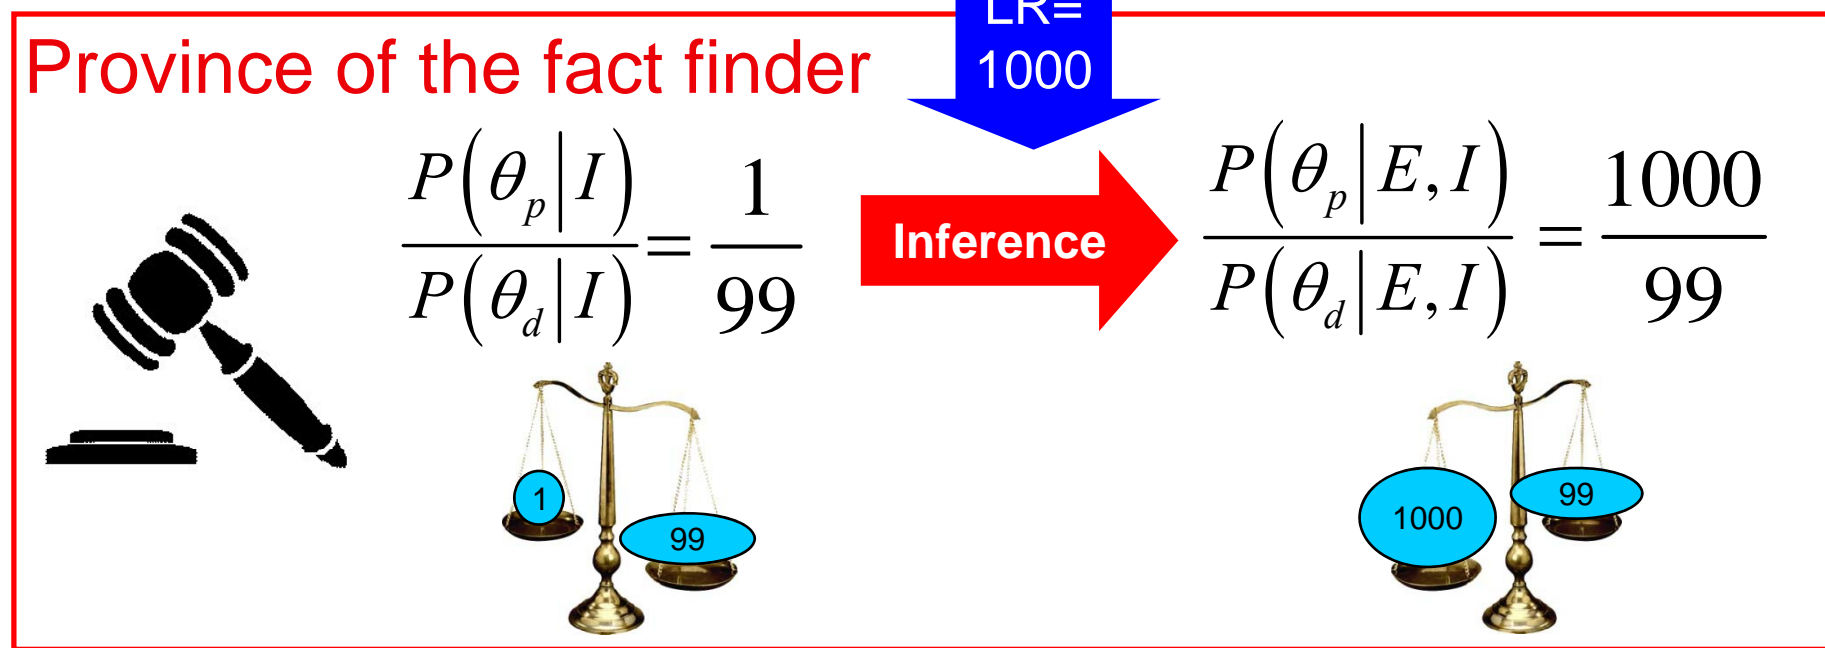 LR≡
1000
Province of the fact finder
P(θp|I) / P(θd|I) = 1 / 99
Inference
P(θp|E, I) / P(θd|E, I) = 1000 / 99
1
99
1000
99